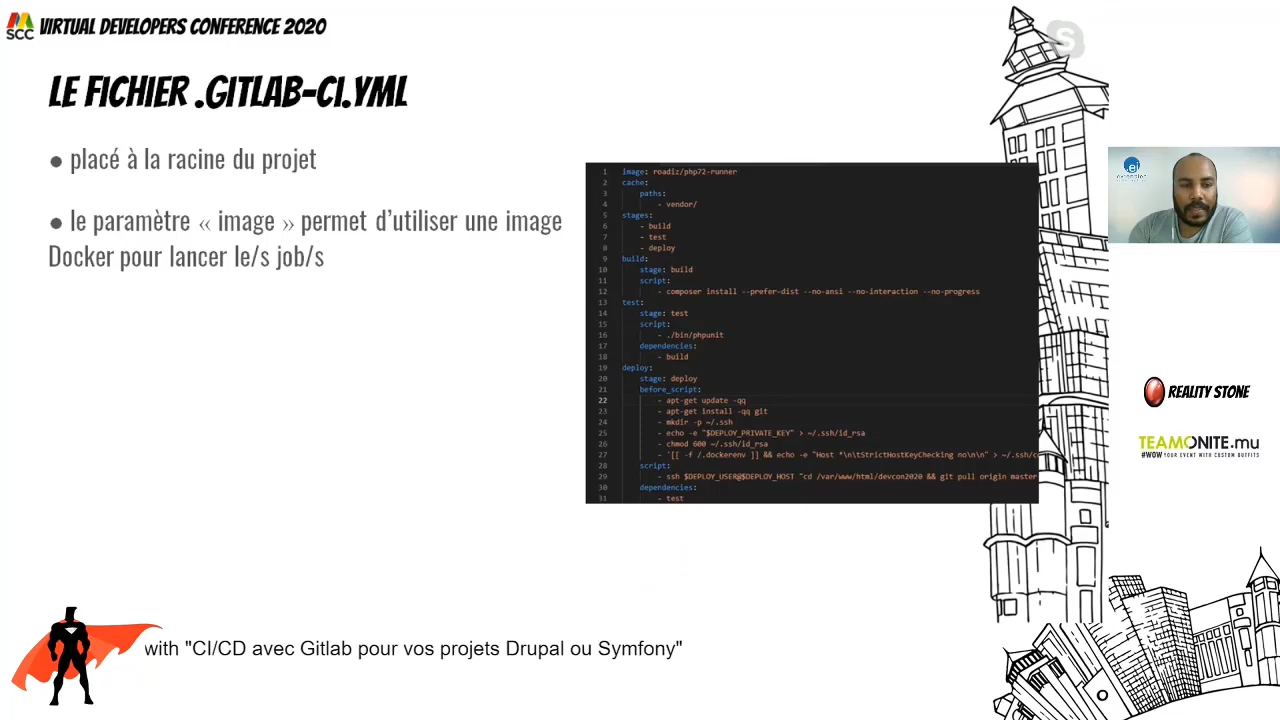 SCC VIRTUAL DEVELOPERS CONFERENCE 2020
LE FICHIER .GITLAB-CI.YML
● placé à la racine du projet
● le paramètre « image » permet d'utiliser une image
Docker pour lancer le/s job/s
1 image: roadiz/php72-runner
2 cache:
3 paths:
4 - vendor/
5 stages:
6 - build
7 - test
8 - deploy
9 build:
10 stage: build
11 script:
12 - composer install --prefer-dist --no-ansi --no-interaction --no-progress
13 test:
14 stage: test
15 script:
16 - ./bin/phpunit
17 dependencies:
18 - build
19 deploy:
20 stage: deploy
21 before_script:
22 - apt-get update -qq
23 - apt-get install -qq git
24 - mkdir -p ~/.ssh
25 - echo -e "$DEPLOY_PRIVATE_KEY" > ~/.ssh/id_rsa
26 - chmod 600 ~/.ssh/id_rsa
27 - '[[ -f /.dockerenv ]] && echo -e "Host *\n\tStrictHostKeyChecking no\n\n" > ~/.ssh/c
28 script:
29 - ssh $DEPLOY_USER@$DEPLOY_HOST "cd /var/www/html/devcon2020 && git pull origin master
30 dependencies:
31 - test
S
ei
REALITY STONE
TEAMONITE.mu
#WOW YOUR EVENT WITH CUSTOM OUTFITS
with "CI/CD avec Gitlab pour vos projets Drupal ou Symfony"